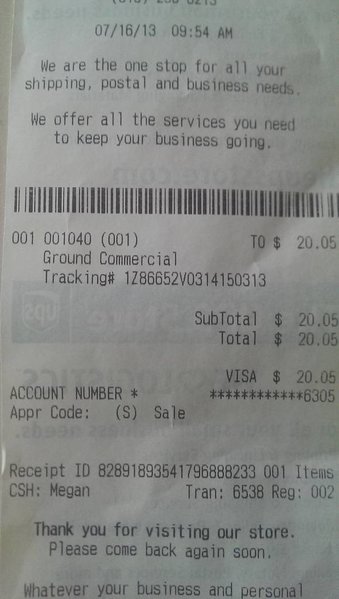 07/16/13 09:54 AM
We are the one stop for all your
shipping, postal and business needs.
We offer all the services you need
to keep your business going.
001 001040 (001) TO $ 20.05
Ground Commercial
Tracking# 1Z86652V0314150313
SubTotal $ 20.05
Total $ 20.05
VISA $ 20.05
ACCOUNT NUMBER * ************6305
Appr Code: (S) Sale
Receipt ID 82891893541796888233 001 Items
CSH: Megan Tran: 6538 Reg: 002
Thank you for visiting our store.
Please come back again soon.
Whatever your business and personal